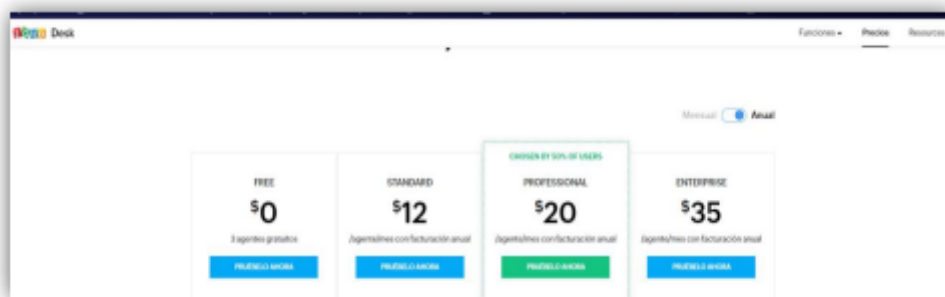 Desk
Funciones
Precios
Resources
Mensual
Anual
CHOSEN BY 50% OF USERS
FREE
$0
3 agentes gratuitos
PRUÉBELO AHORA
STANDARD
$12
/agente/mes con facturación anual
PRUÉBELO AHORA
PROFESSIONAL
$20
/agente/mes con facturación anual
PRUÉBELO AHORA
ENTERPRISE
$35
/agente/mes con facturación anual
PRUÉBELO AHORA